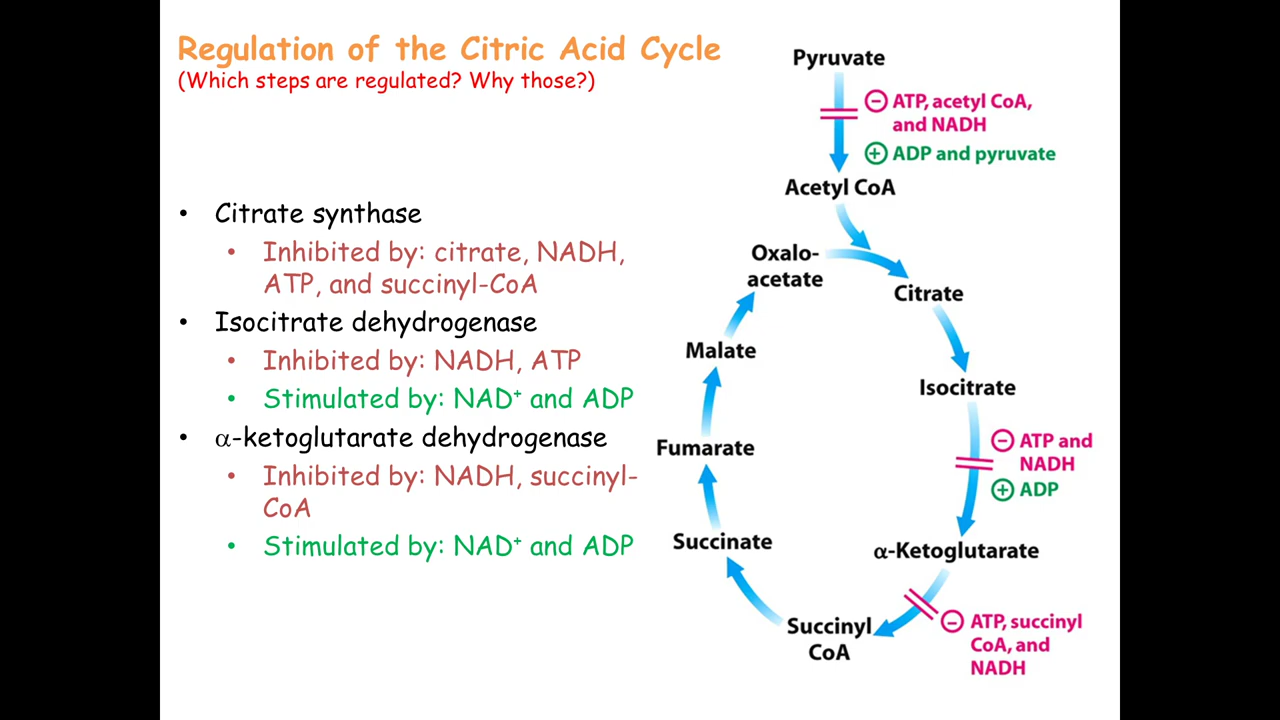 Regulation of the Citric Acid Cycle
(Which steps are regulated? Why those?)
• Citrate synthase
• Inhibited by: citrate, NADH,
ATP, and succinyl-CoA
• Isocitrate dehydrogenase
• Inhibited by: NADH, ATP
• Stimulated by: NAD⁺ and ADP
• α-ketoglutarate dehydrogenase
• Inhibited by: NADH, succinyl-
CoA
• Stimulated by: NAD⁺ and ADP
Pyruvate
⊖ ATP, acetyl CoA,
and NADH
⊕ ADP and pyruvate
Acetyl CoA
Oxalo-
acetate
Citrate
Malate
Isocitrate
⊖ ATP and
NADH
⊕ ADP
Fumarate
Succinate
α-Ketoglutarate
Succinyl
CoA
⊖ ATP, succinyl
CoA, and
NADH